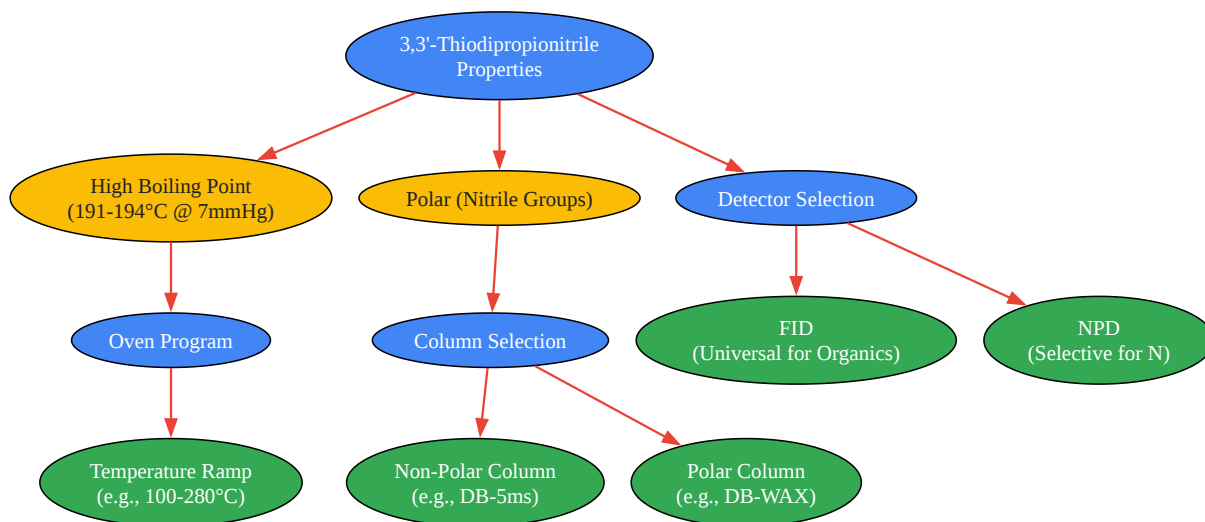 3,3'-Thiodipropionitrile
Properties
High Boiling Point
(191-194°C @ 7mmHg)
Polar (Nitrile Groups)
Detector Selection
Oven Program
Column Selection
FID
(Universal for Organics)
NPD
(Selective for N)
Temperature Ramp
(e.g., 100-280°C)
Non-Polar Column
(e.g., DB-5ms)
Polar Column
(e.g., DB-WAX)